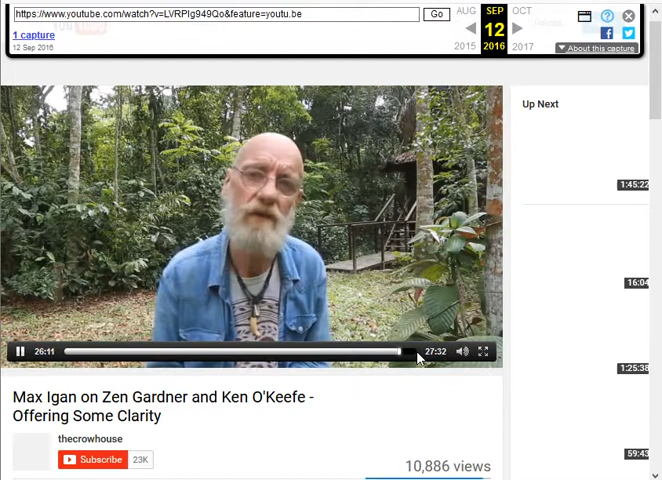 https://www.youtube.com/watch?v=LVRPIg949Qo&feature=youtu.be
Go
AUG
SEP
OCT
1 capture
12
12 Sep 2016
2015
2016
2017
About this capture
Up Next
1:45:22
16:04
26:11
27:32
1:25:38
Max Igan on Zen Gardner and Ken O'Keefe -
Offering Some Clarity
thecrowhouse
Subscribe
23K
59:43
10,886 views